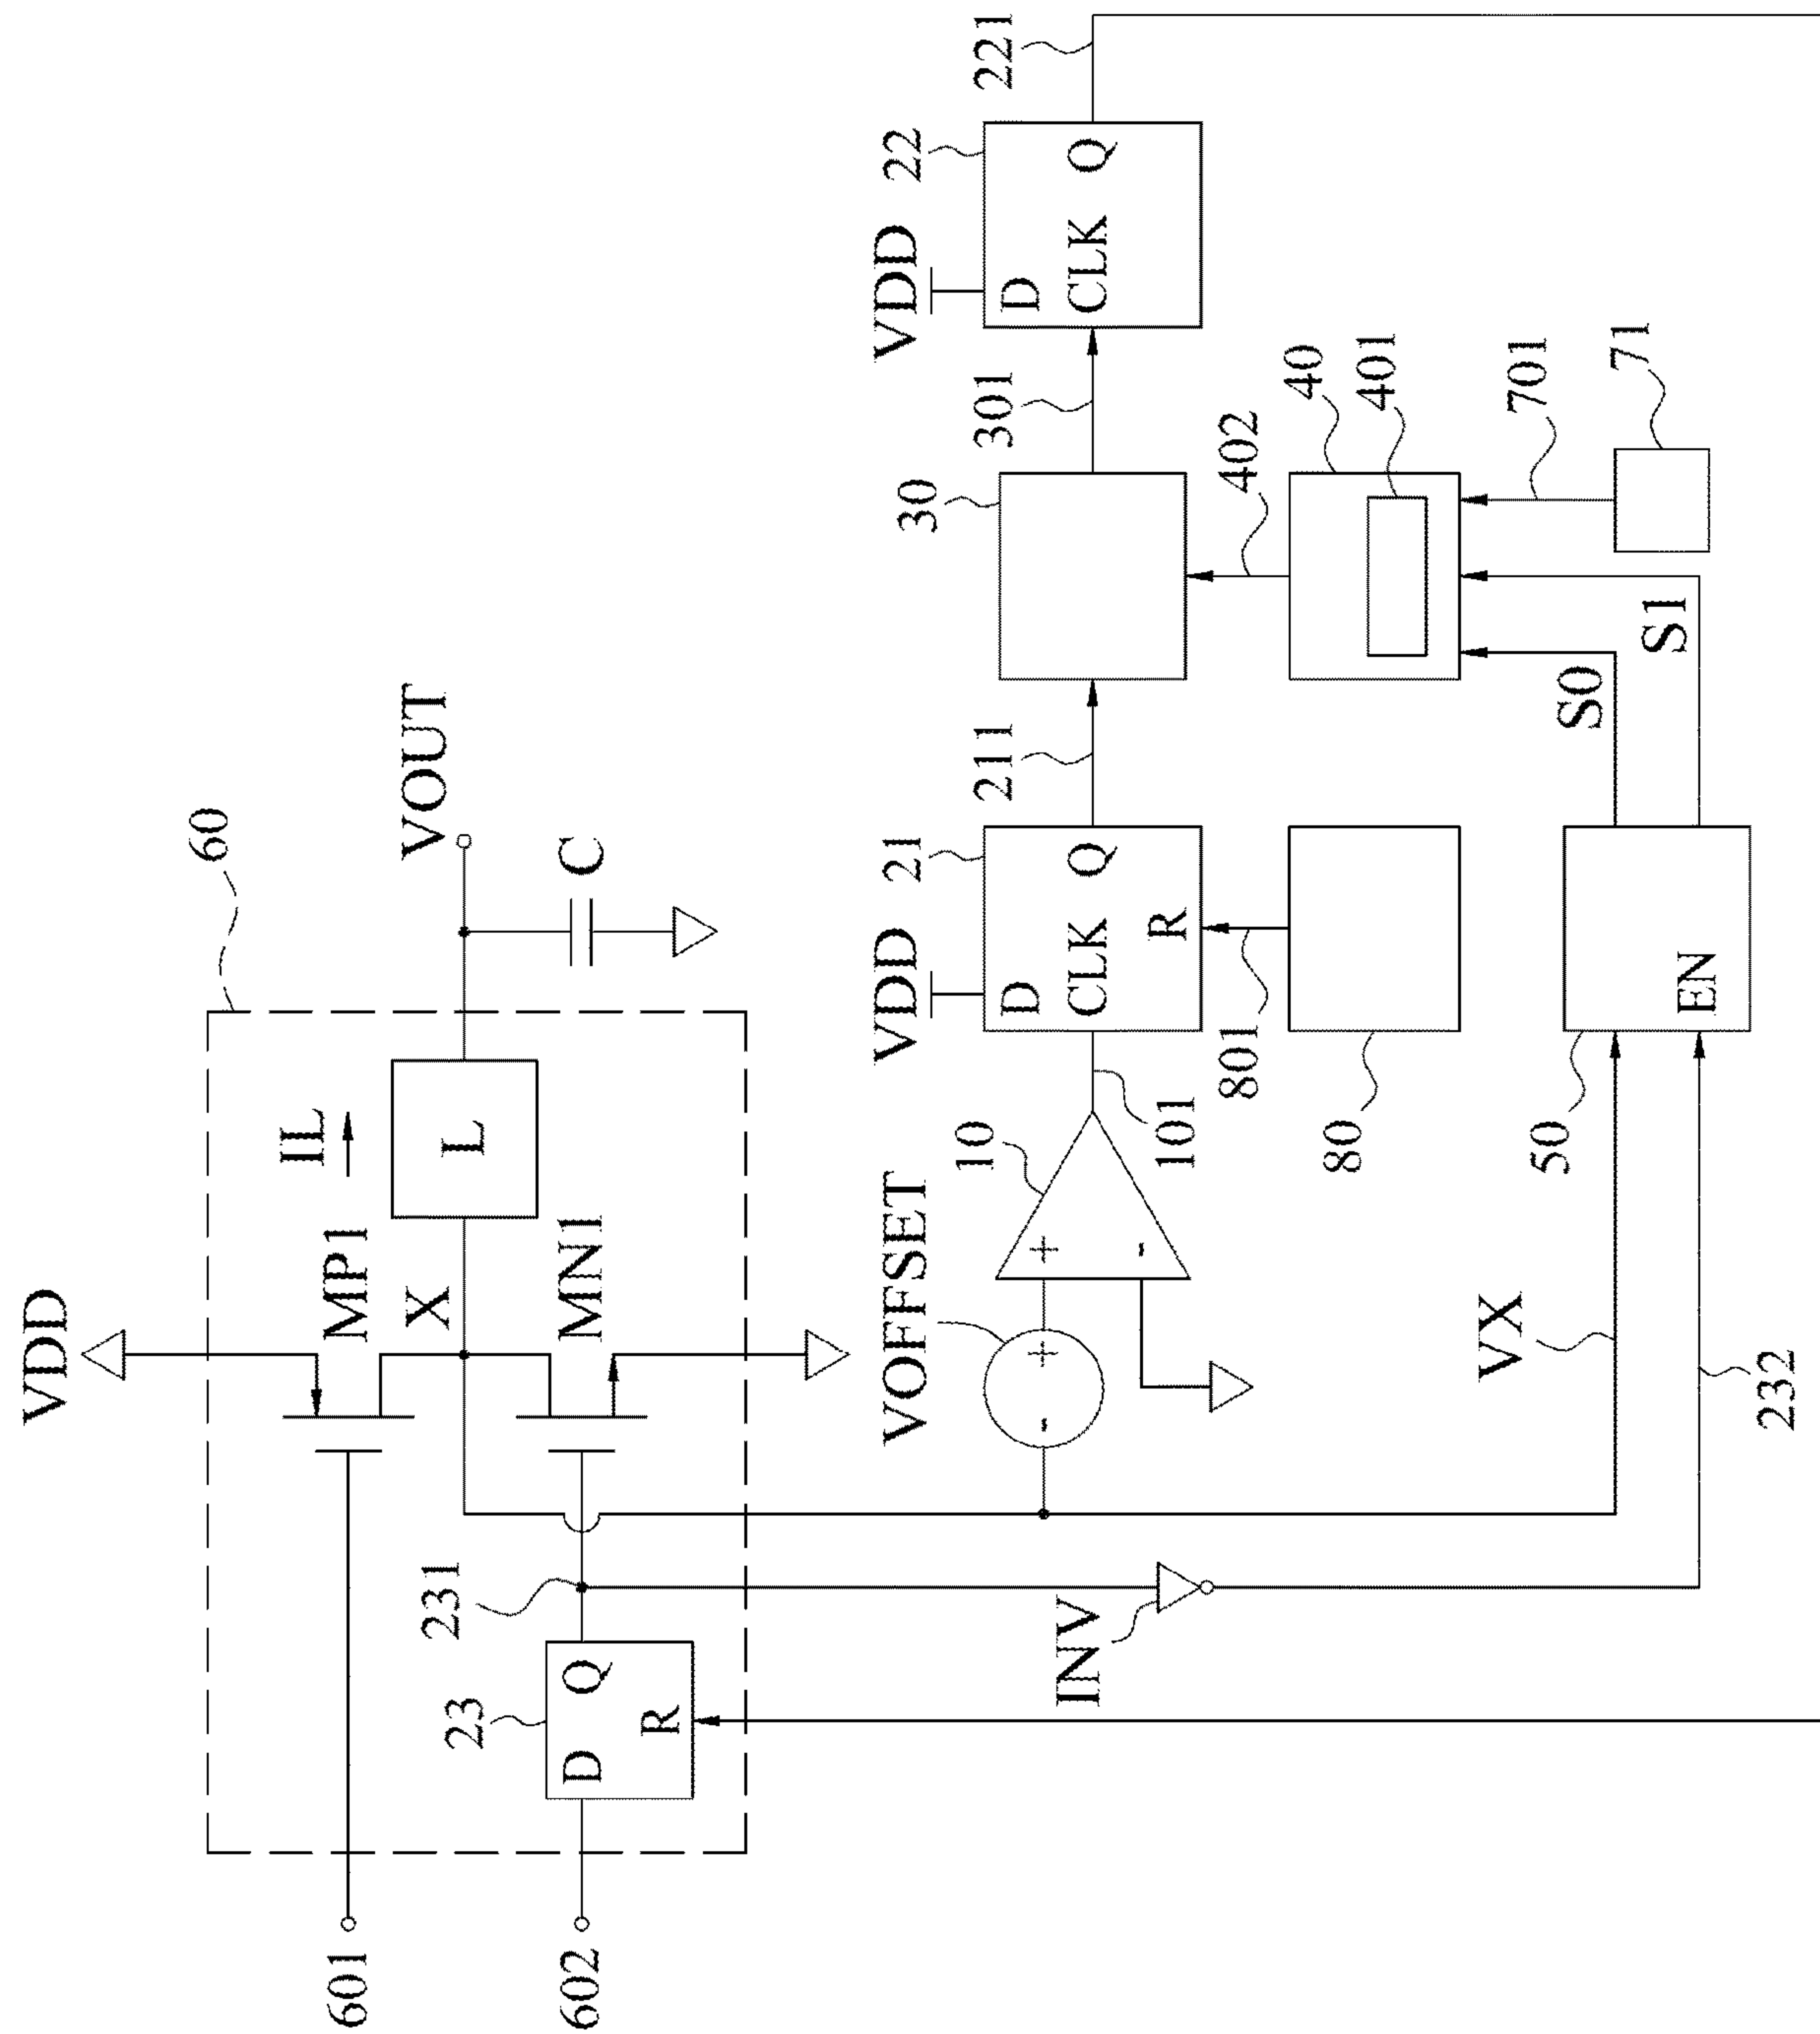 VDD
60
IL
MP1
X
L
VOUT
MN1
C
601
23
D Q
R
231
602
VOFFSET
+
-
+
-
10
101
INV
VDD
21
D
CLK Q
R
211
30
301
VDD
22
D
CLK Q
221
801
80
402
40
401
701
71
VX
232
50
EN
S0
S1